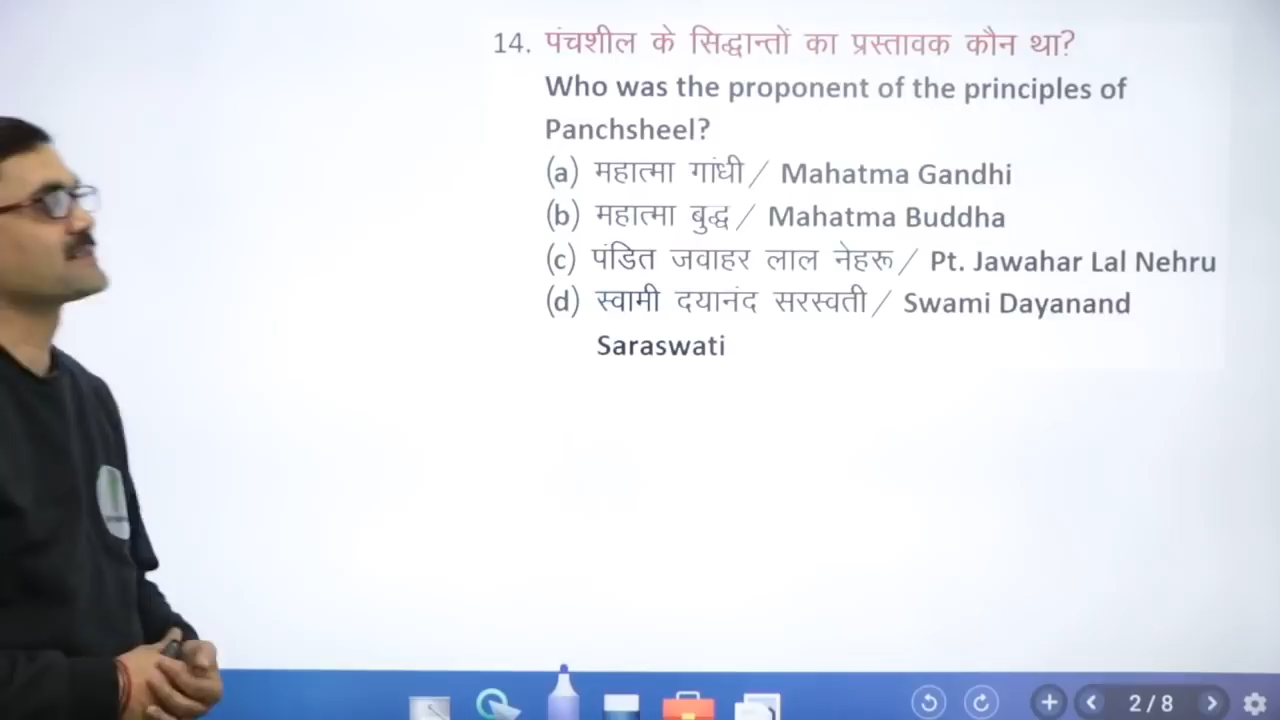 14. पंचशील के सिद्धान्तों का प्रस्तावक कौन था?
Who was the proponent of the principles of
Panchsheel?
(a) महात्मा गांधी / Mahatma Gandhi
(b) महात्मा बुद्ध / Mahatma Buddha
(c) पंडित जवाहर लाल नेहरू / Pt. Jawahar Lal Nehru
(d) स्वामी दयानंद सरस्वती / Swami Dayanand
Saraswati
2 / 8